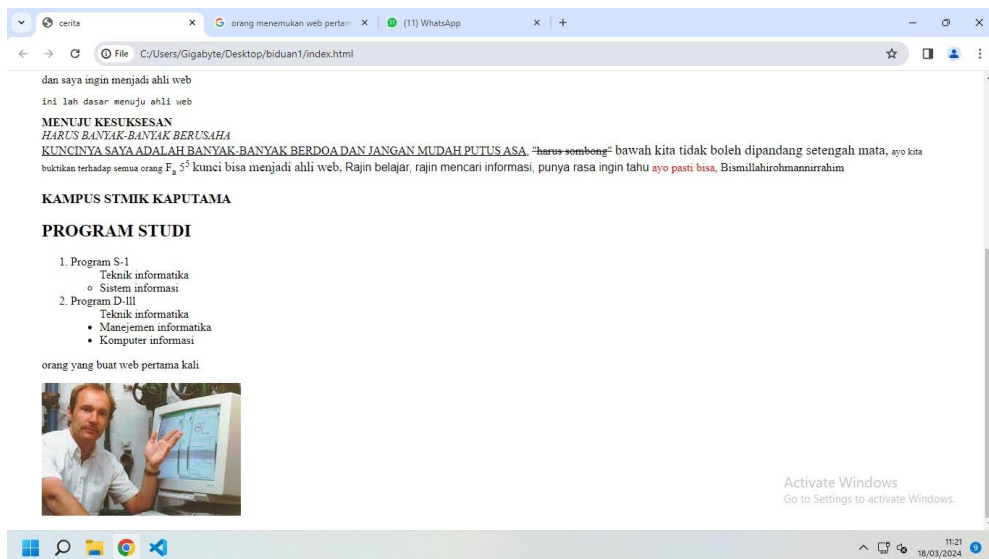 cerita
orang menemukan web pertam
(11) WhatsApp
File C:/Users/Gigabyte/Desktop/biduan1/index.html
dan saya ingin menjadi ahli web
ini lah dasar menuju ahli web
MENUJU KESUKSESAN
HARUS BANYAK-BANYAK BERUSAHA
KUNCINYA SAYA ADALAH BANYAK-BANYAK BERDOA DAN JANGAN MUDAH PUTUS ASA, "harus sombong" bawah kita tidak boleh dipandang setengah mata, ayo kita
buktikan terhadap semua orang Fa 5⁵ kunci bisa menjadi ahli web, Rajin belajar, rajin mencari informasi, punya rasa ingin tahu ayo pasti bisa, Bismillahirohmannirrahim
KAMPUS STMIK KAPUTAMA
PROGRAM STUDI
1. Program S-1
Teknik informatika
Sistem informasi
2. Program D-lll
Teknik informatika
Manejemen informatika
Komputer informasi
orang yang buat web pertama kali
Activate Windows
Go to Settings to activate Windows.
11:21
18/03/2024
9